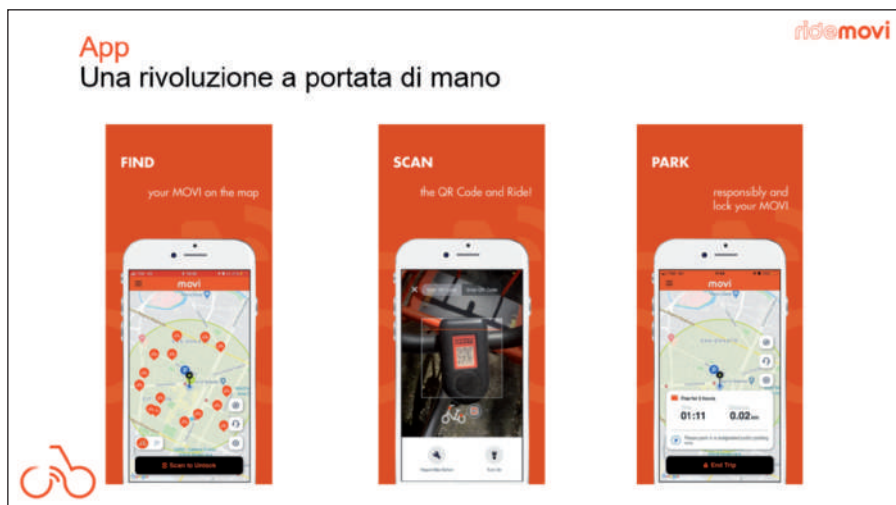 ridemovi
App
Una rivoluzione a portata di mano
FIND
your MOVI on the map
movi
Scan to Unlock
SCAN
the QR Code and Ride!
PARK
responsibly and
lock your MOVI
movi
01:11
0.02
End Trip